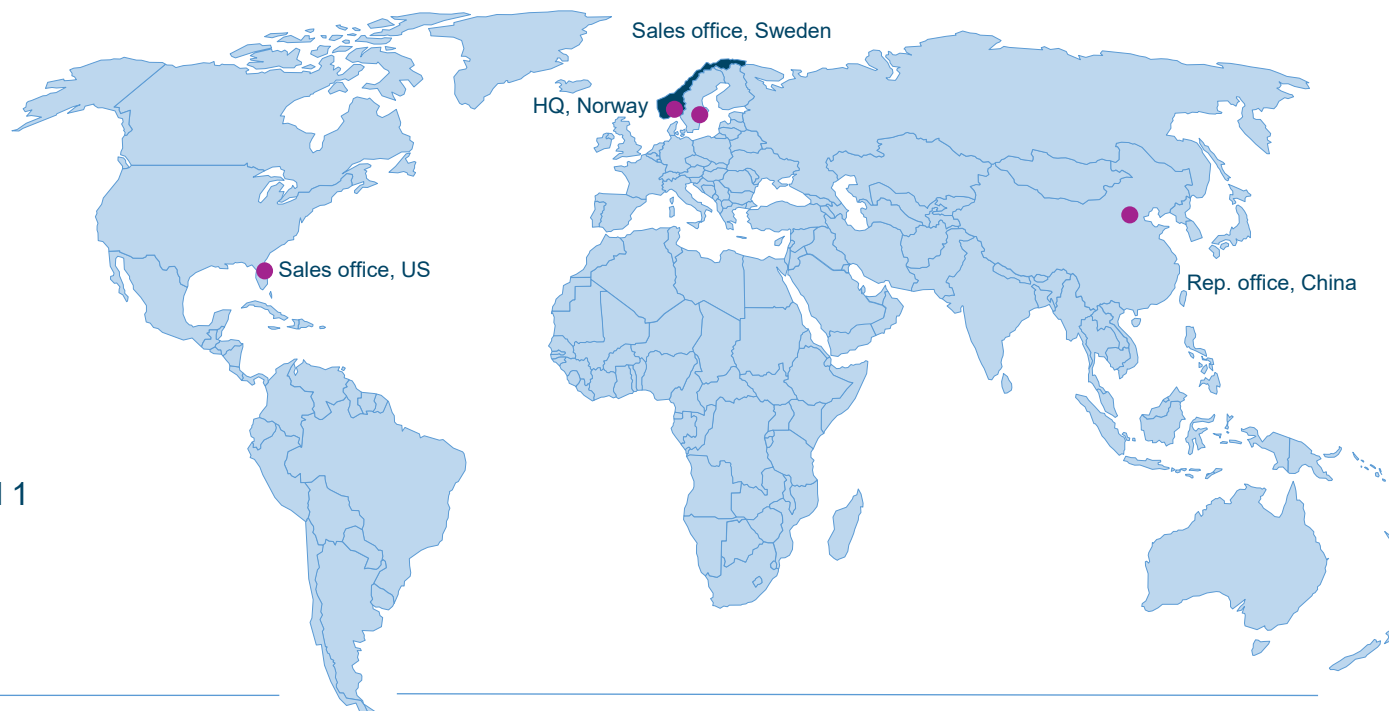 Sales office, Sweden
HQ, Norway
Sales office, US
Rep. office, China
1